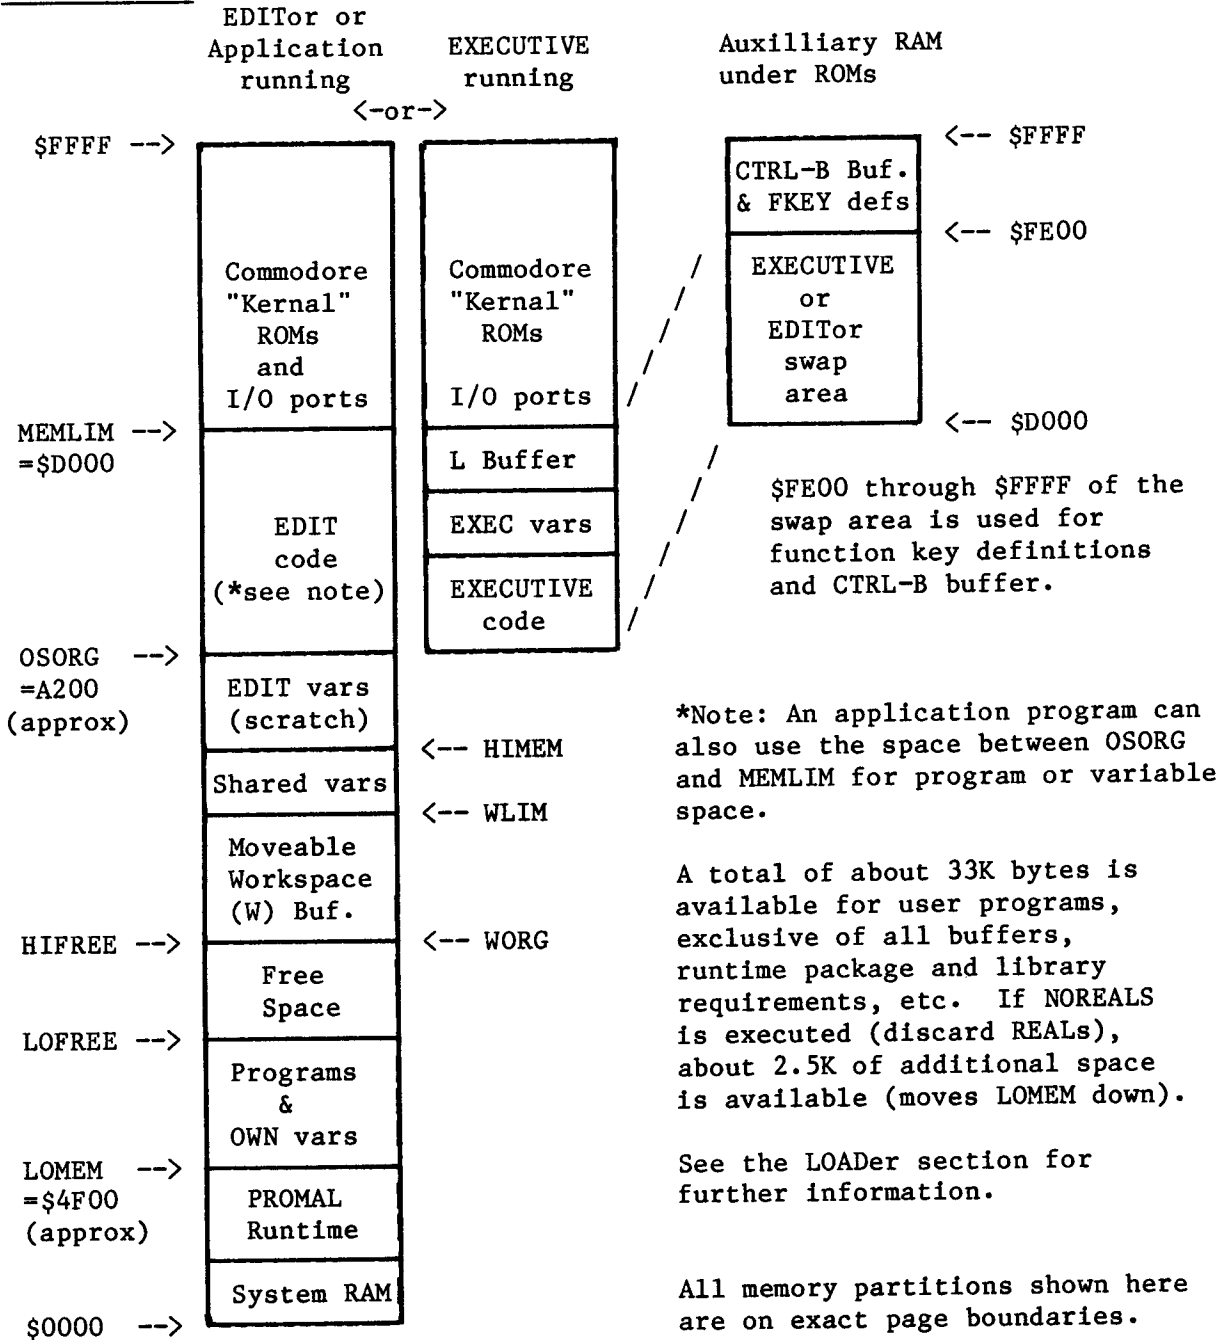 EDITor or
Application
running
EXECUTIVE
running
<-or->
Auxilliary RAM
under ROMs
$FFFF -->
Commodore
"Kernal"
ROMs
and
I/O ports
Commodore
"Kernal"
ROMs
I/O ports
<-- $FFFF
CTRL-B Buf.
& FKEY defs
<-- $FE00
EXECUTIVE
or
EDITor
swap
area
<-- $D000
MEMLIM -->
=$D000
L Buffer
EXEC vars
EXECUTIVE
code
EDIT
code
(*see note)
$FE00 through $FFFF of the
swap area is used for
function key definitions
and CTRL-B buffer.
OSORG -->
=A200
(approx)
EDIT vars
(scratch)
<-- HIMEM
Shared vars
<-- WLIM
Moveable
Workspace
(W) Buf.
HIFREE -->
<-- WORG
Free
Space
LOFREE -->
Programs
&
OWN vars
LOMEM -->
=$4F00
(approx)
PROMAL
Runtime
System RAM
$0000 -->
*Note: An application program can
also use the space between OSORG
and MEMLIM for program or variable
space.
A total of about 33K bytes is
available for user programs,
exclusive of all buffers,
runtime package and library
requirements, etc. If NOREALS
is executed (discard REALs),
about 2.5K of additional space
is available (moves LOMEM down).
See the LOADer section for
further information.
All memory partitions shown here
are on exact page boundaries.